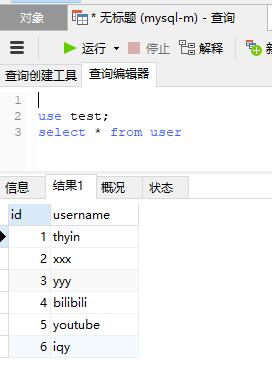 对象
* 无标题 (mysql-m) - 查询
运行 停止 解释 新
查询创建工具 查询编辑器
1
2 use test;
3 select * from user
信息 结果1 概况 状态
id username
1 thyin
2 xxx
3 yyy
4 bilibili
5 youtube
6 iqy